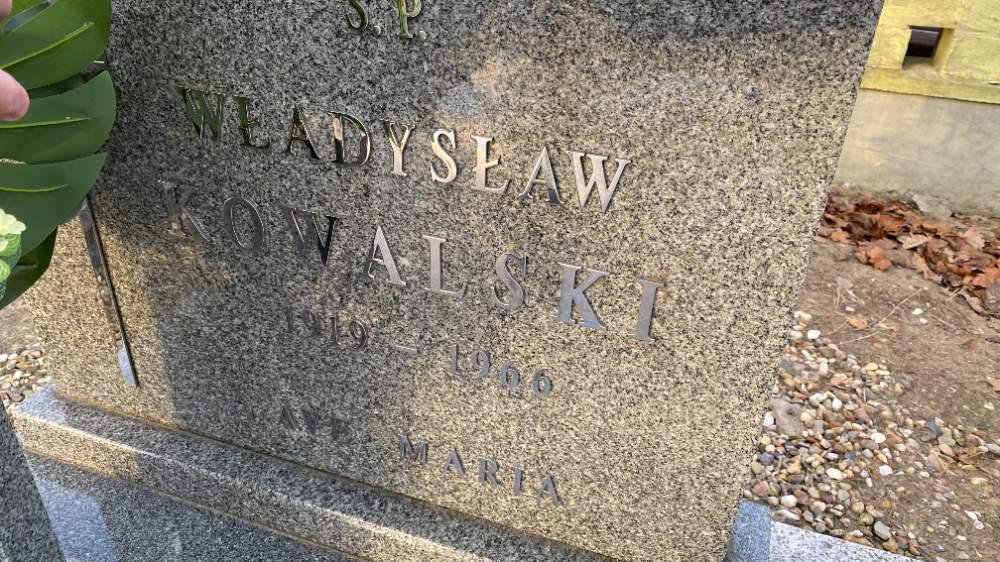 Ś.P.
WŁADYSŁAW
KOWALSKI
1919 – 1966
AVE MARIA